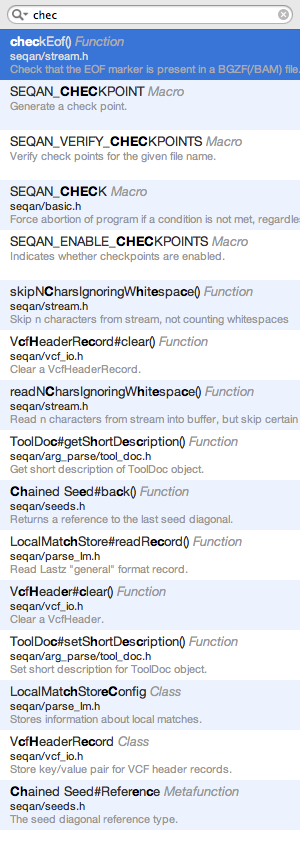 chec
checkEof() Function
seqan/stream.h
Check that the EOF marker is present in a BGZF(/BAM) file.
SEQAN_CHECKPOINT Macro
Generate a check point.
SEQAN_VERIFY_CHECKPOINTS Macro
Verify check points for the given file name.
SEQAN_CHECK Macro
seqan/basic.h
Force abortion of program if a condition is not met, regardles
SEQAN_ENABLE_CHECKPOINTS Macro
Indicates whether checkpoints are enabled.
skipNCharsIgnoringWhitespace() Function
seqan/stream.h
Skip n characters from stream, not counting whitespaces
VcfHeaderRecord#clear() Function
seqan/vcf_io.h
Clear a VcfHeaderRecord.
readNCharsIgnoringWhitespace() Function
seqan/stream.h
Read n characters from stream into buffer, but skip certain
ToolDoc#getShortDescription() Function
seqan/arg_parse/tool_doc.h
Get short description of ToolDoc object.
Chained Seed#back() Function
seqan/seeds.h
Returns a reference to the last seed diagonal.
LocalMatchStore#readRecord() Function
seqan/parse_lm.h
Read Lastz "general" format record.
VcfHeader#clear() Function
seqan/vcf_io.h
Clear a VcfHeader.
ToolDoc#setShortDescription() Function
seqan/arg_parse/tool_doc.h
Set short description for ToolDoc object.
LocalMatchStoreConfig Class
seqan/parse_lm.h
Stores information about local matches.
VcfHeaderRecord Class
seqan/vcf_io.h
Store key/value pair for VCF header records.
Chained Seed#Reference Metafunction
seqan/seeds.h
The seed diagonal reference type.